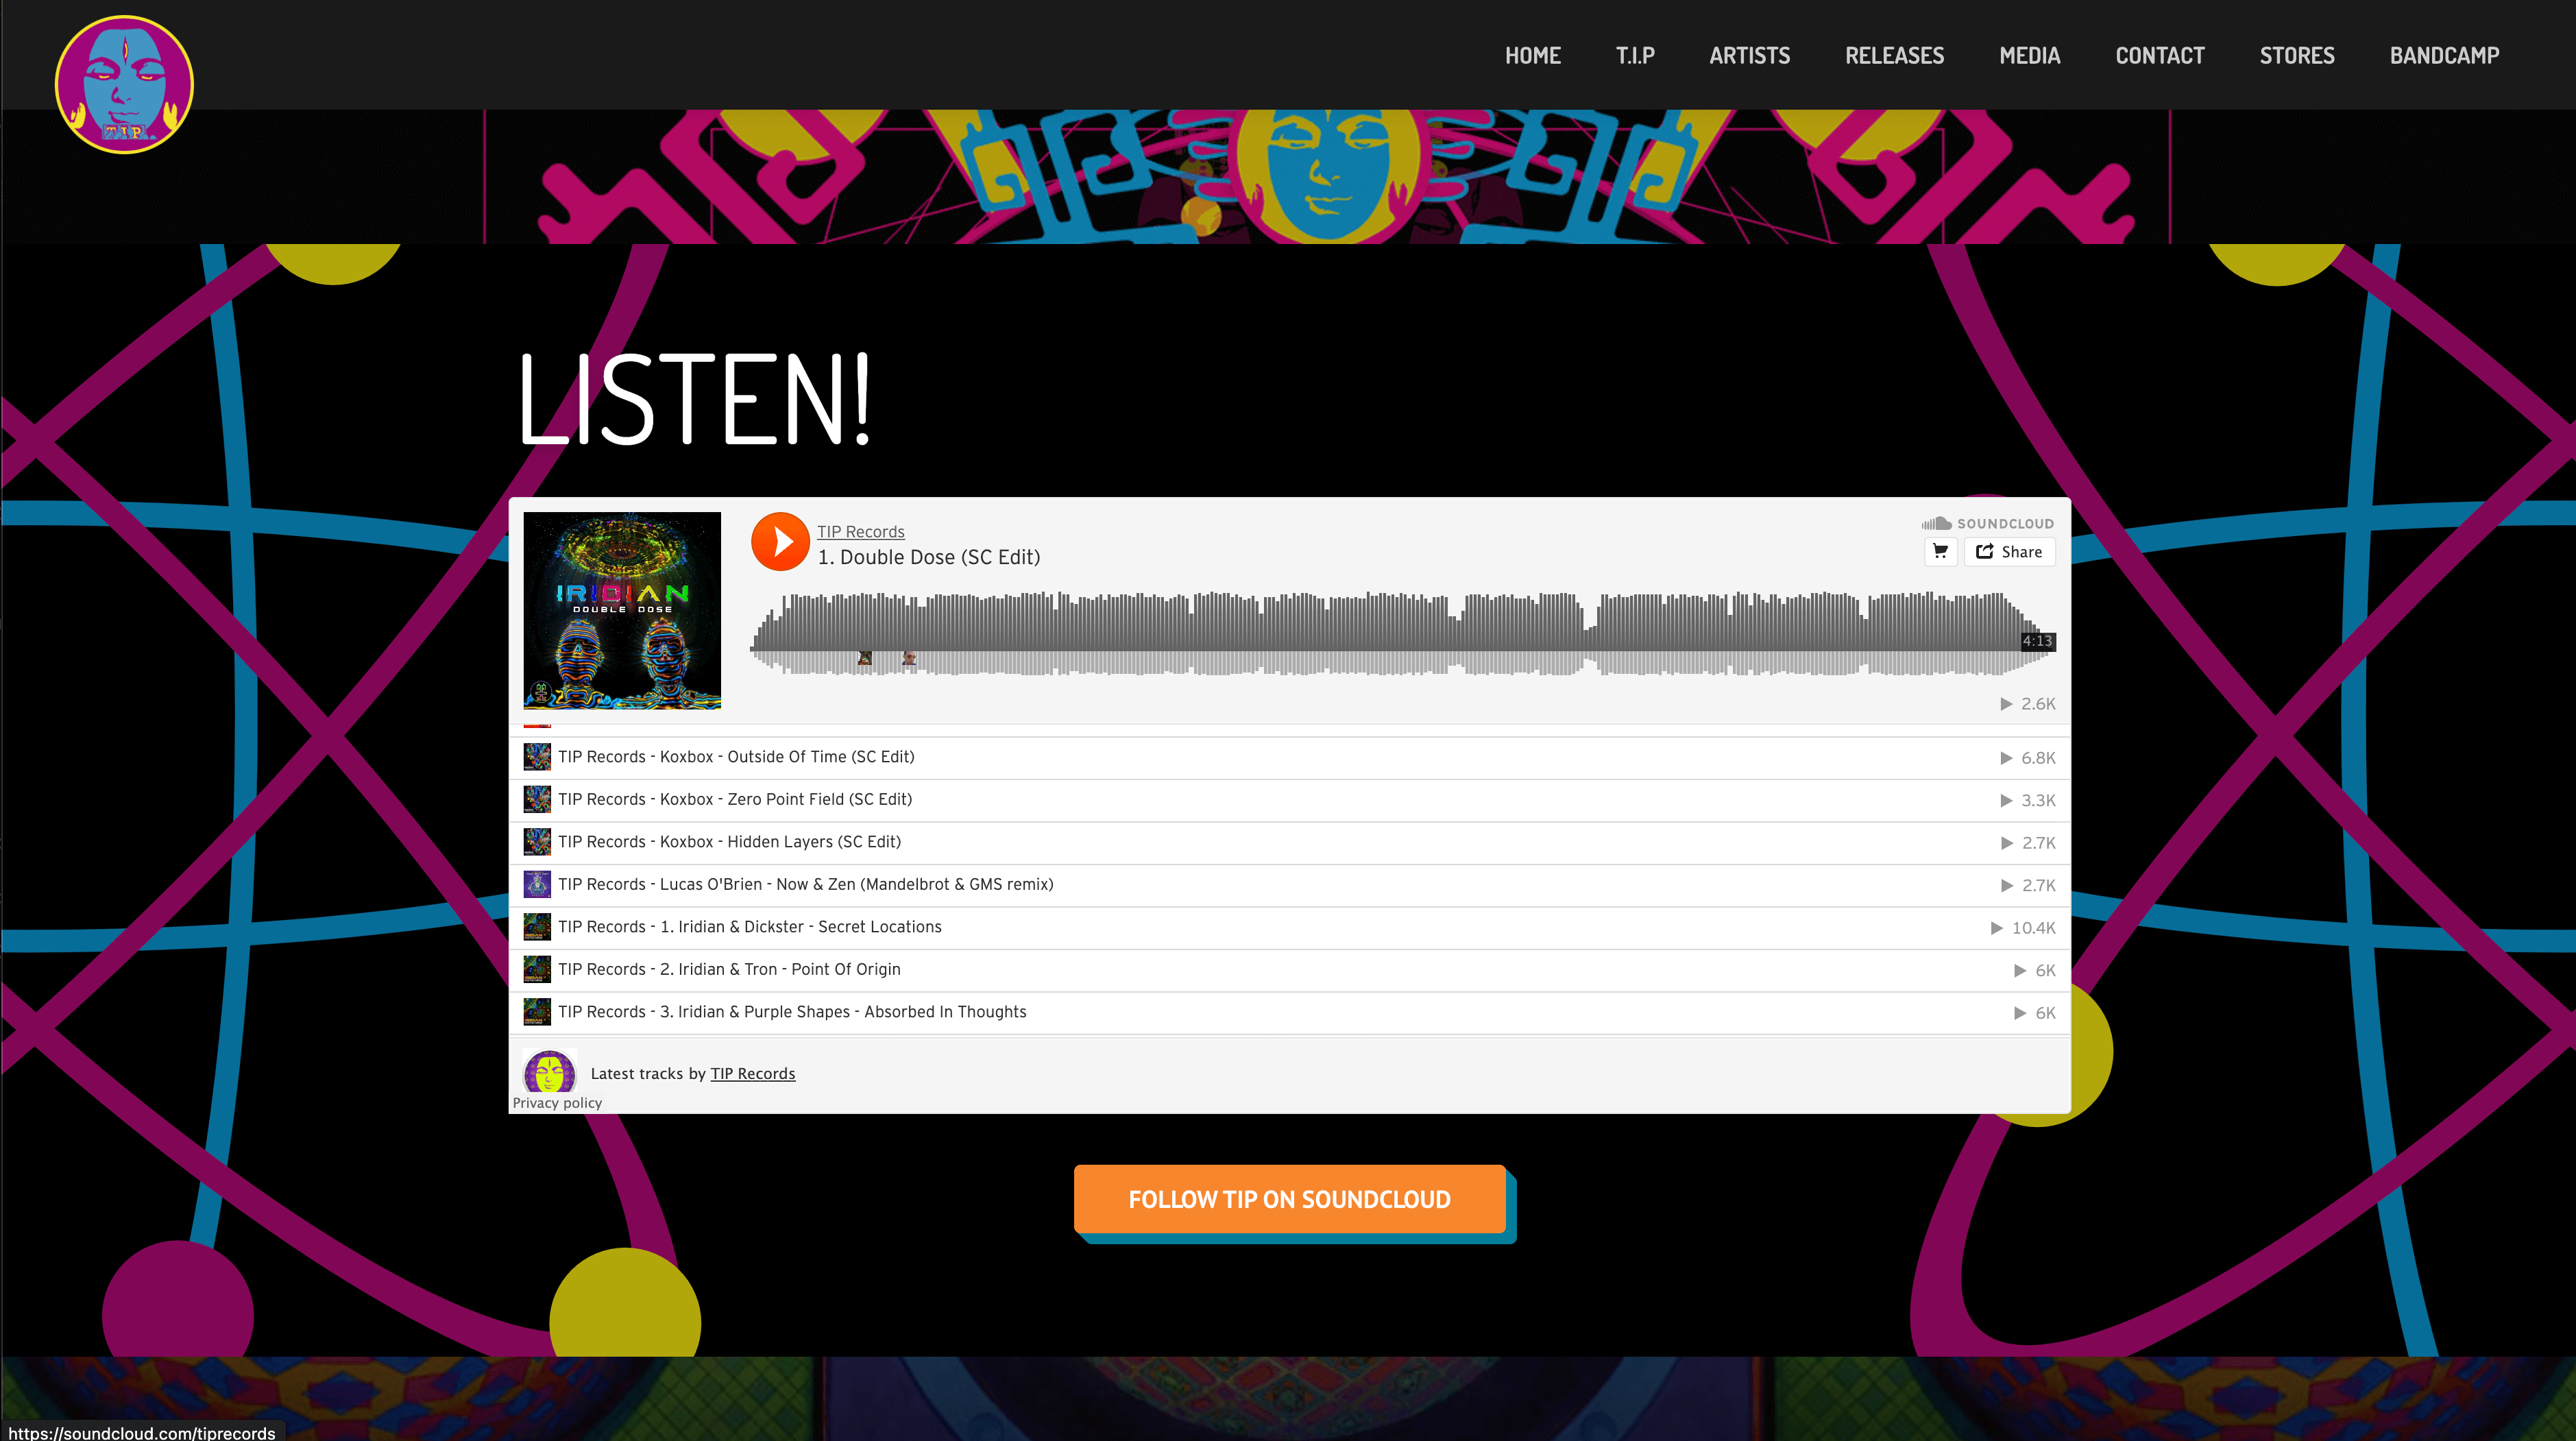 HOME T.I.P ARTISTS RELEASES MEDIA CONTACT STORES BANDCAMP
TIP
LISTEN!
TIP Records
1. Double Dose (SC Edit)
SOUNDCLOUD
Share
IRIDIAN
DOUBLE DOSE
4:13
2.6K
TIP Records - Koxbox - Outside Of Time (SC Edit) 6.8K
TIP Records - Koxbox - Zero Point Field (SC Edit) 3.3K
TIP Records - Koxbox - Hidden Layers (SC Edit) 2.7K
TIP Records - Lucas O'Brien - Now & Zen (Mandelbrot & GMS remix) 2.7K
TIP Records - 1. Iridian & Dickster - Secret Locations 10.4K
TIP Records - 2. Iridian & Tron - Point Of Origin 6K
TIP Records - 3. Iridian & Purple Shapes - Absorbed In Thoughts 6K
Latest tracks by TIP Records
Privacy policy
FOLLOW TIP ON SOUNDCLOUD
https://soundcloud.com/tiprecords